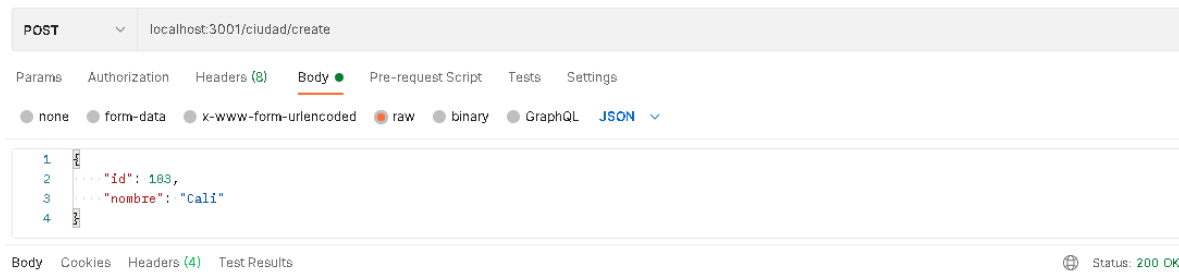 POST localhost:3001/ciudad/create
Params Authorization Headers (8) Body Pre-request Script Tests Settings
none form-data x-www-form-urlencoded raw binary GraphQL JSON
1 {
2 "id": 103,
3 "nombre": "Cali"
4 }
Body Cookies Headers (4) Test Results Status: 200 OK